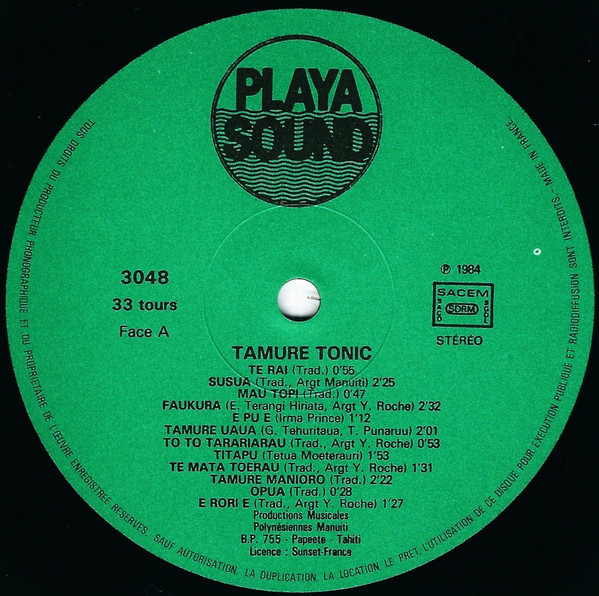 PLAYA
SOUND
3048
33 tours
Face A
℗ 1984
SACEM
SACD
SDRM
SGDL
STÉRÉO
TAMURE TONIC
TE RAI (Trad.) 0'55
SUSUA (Trad., Argt Manuiti) 2'25
MAU TOPI (Trad.) 0'47
FAUKURA (E. Terangi Hiriata, Argt Y. Roche) 2'32
E PU E (Irma Prince) 1'12
TAMURE UAUA (G. Tehuritaua, T. Punaruu) 2'01
TO TO TARARIARAU (Trad., Argt Y. Roche) 0'53
TITAPU (Tetua Moeterauri) 1'53
TE MATA TOERAU (Trad., Argt Y. Roche) 1'31
TAMURE MANIORO (Trad.) 2'22
OPUA (Trad.) 0'28
E RORI E (Trad., Argt Y. Roche) 1'27
Productions Musicales
Polynésiennes Manuiti
B.P. 755 - Papeete - Tahiti
Licence : Sunset-France
TOUS DROITS DU PRODUCTEUR PHONOGRAPHIQUE ET DU PROPRIETAIRE DE L'ŒUVRE ENREGISTREE RESERVES. SAUF AUTORISATION, LA DUPLICATION, LA LOCATION, LE PRET, L'UTILISATION DE CE DISQUE POUR EXECUTION PUBLIQUE ET RADIODIFFUSION SONT INTERDITS. - MADE IN FRANCE.